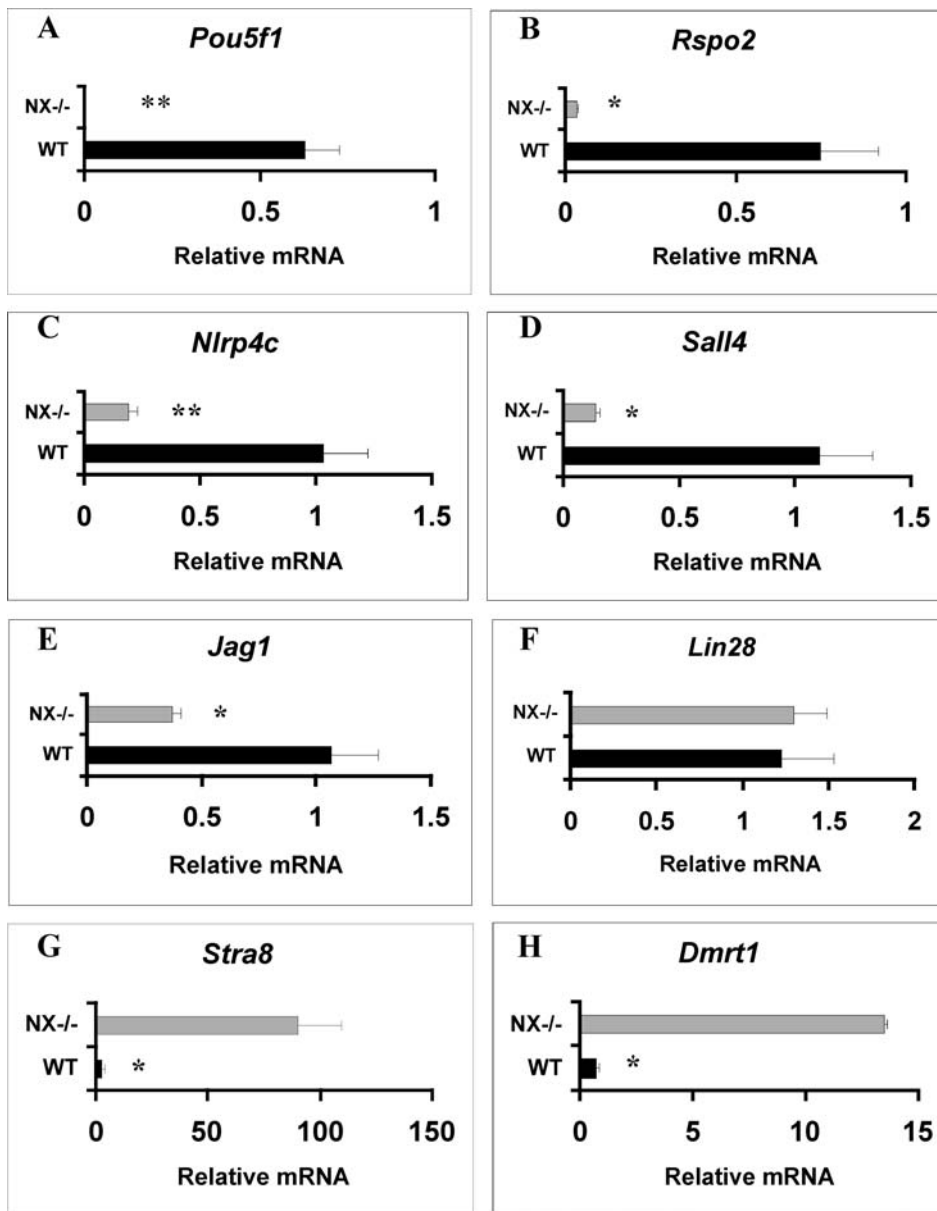 A
Pou5f1
NX-/-
**
WT
0 0.5 1
Relative mRNA
B
Rspo2
NX-/-
*
WT
0 0.5 1
Relative mRNA
C
Nlrp4c
NX-/-
**
WT
0 0.5 1 1.5
Relative mRNA
D
Sall4
NX-/-
*
WT
0 0.5 1 1.5
Relative mRNA
E
Jag1
NX-/-
*
WT
0 0.5 1 1.5
Relative mRNA
F
Lin28
NX-/-
WT
0 0.5 1 1.5 2
Relative mRNA
G
Stra8
NX-/-
WT
*
0 50 100 150
Relative mRNA
H
Dmrt1
NX-/-
WT
*
0 5 10 15
Relative mRNA